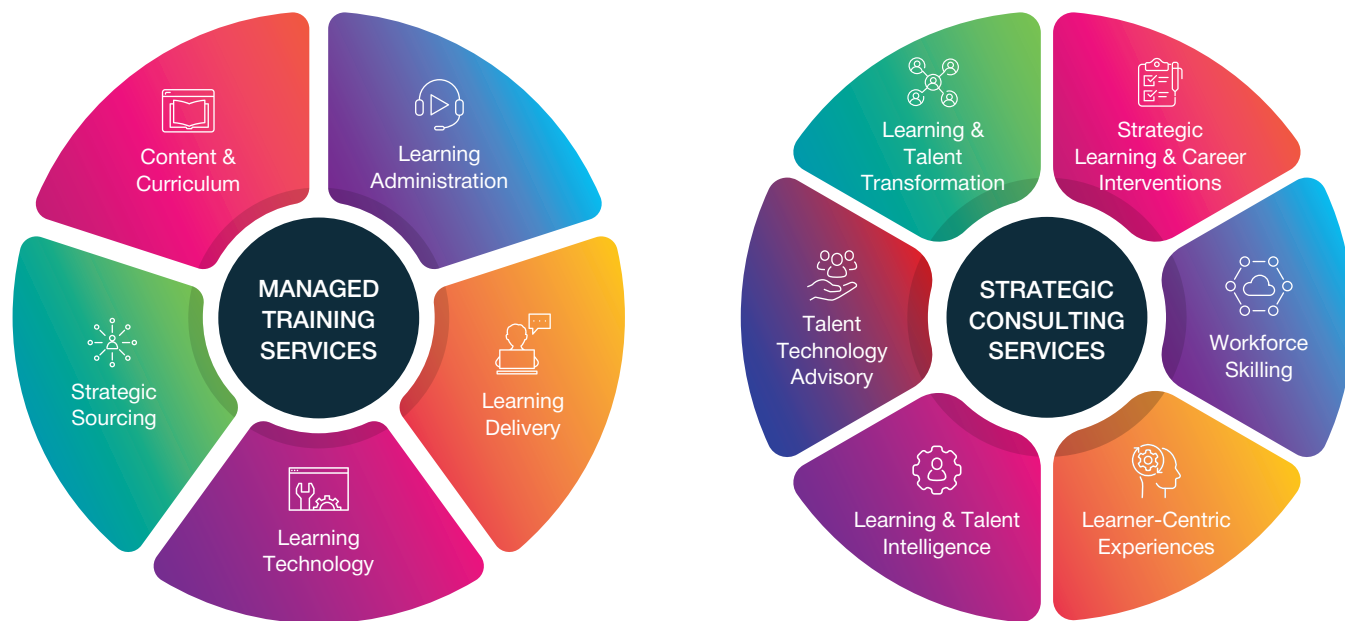 Content &
Curriculum
Learning
Administration
Learning
Delivery
Learning
Technology
Strategic
Sourcing
MANAGED
TRAINING
SERVICES
Learning &
Talent
Transformation
Strategic
Learning & Career
Interventions
Workforce
Skilling
Learner-Centric
Experiences
Learning & Talent
Intelligence
Talent
Technology
Advisory
STRATEGIC
CONSULTING
SERVICES